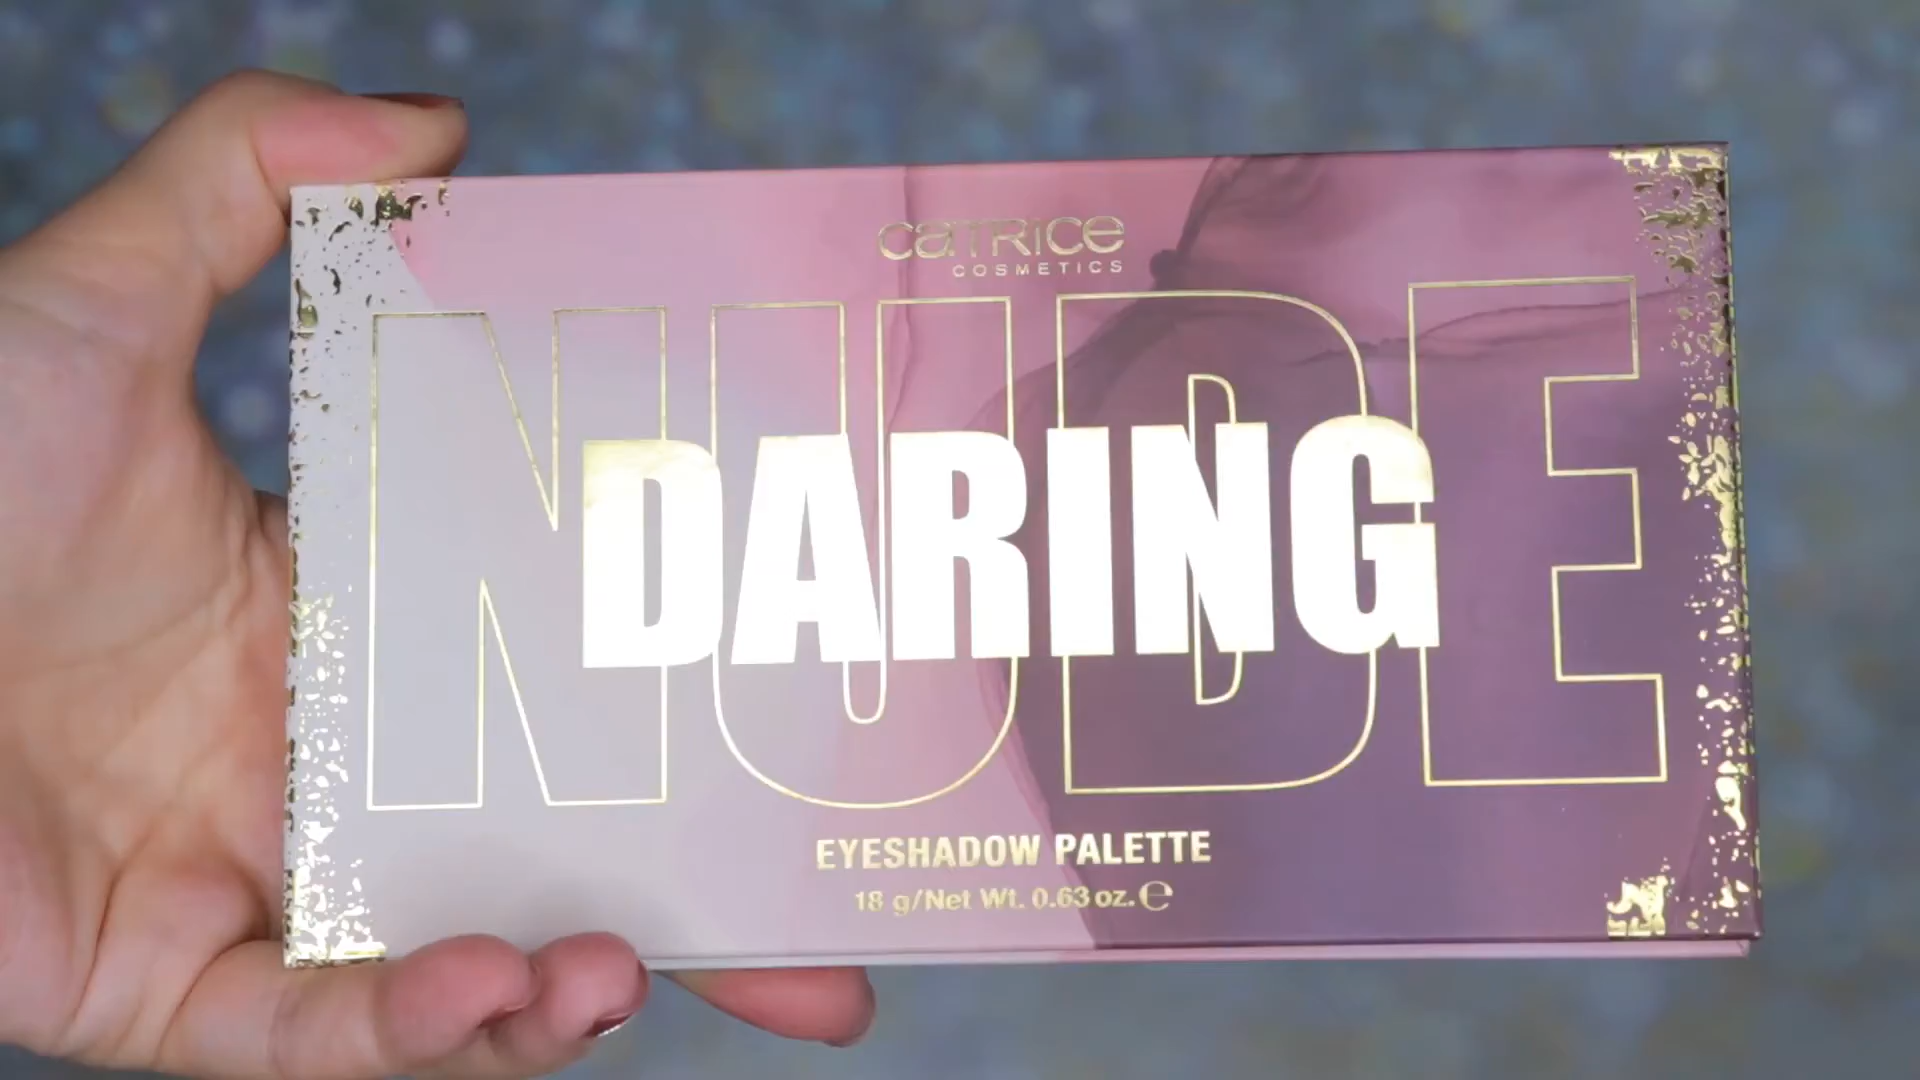 CATRICE
COSMETICS
NUDE
DARING
EYESHADOW PALETTE
18 g/Net Wt. 0.63 oz. ℮